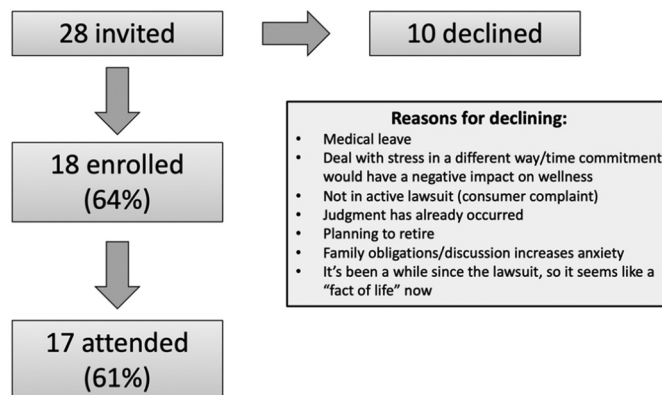 28 invited
10 declined
18 enrolled
(64%)
17 attended
(61%)
Reasons for declining:
• Medical leave
• Deal with stress in a different way/time commitment
would have a negative impact on wellness
• Not in active lawsuit (consumer complaint)
• Judgment has already occurred
• Planning to retire
• Family obligations/discussion increases anxiety
• It’s been a while since the lawsuit, so it seems like a
“fact of life” now